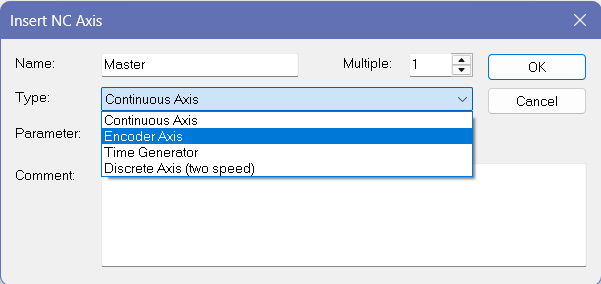 Insert NC Axis
Name: Master Multiple: 1 OK
Type: Continuous Axis Cancel
Continuous Axis
Parameter: Encoder Axis
Time Generator
Comment: Discrete Axis (two speed)